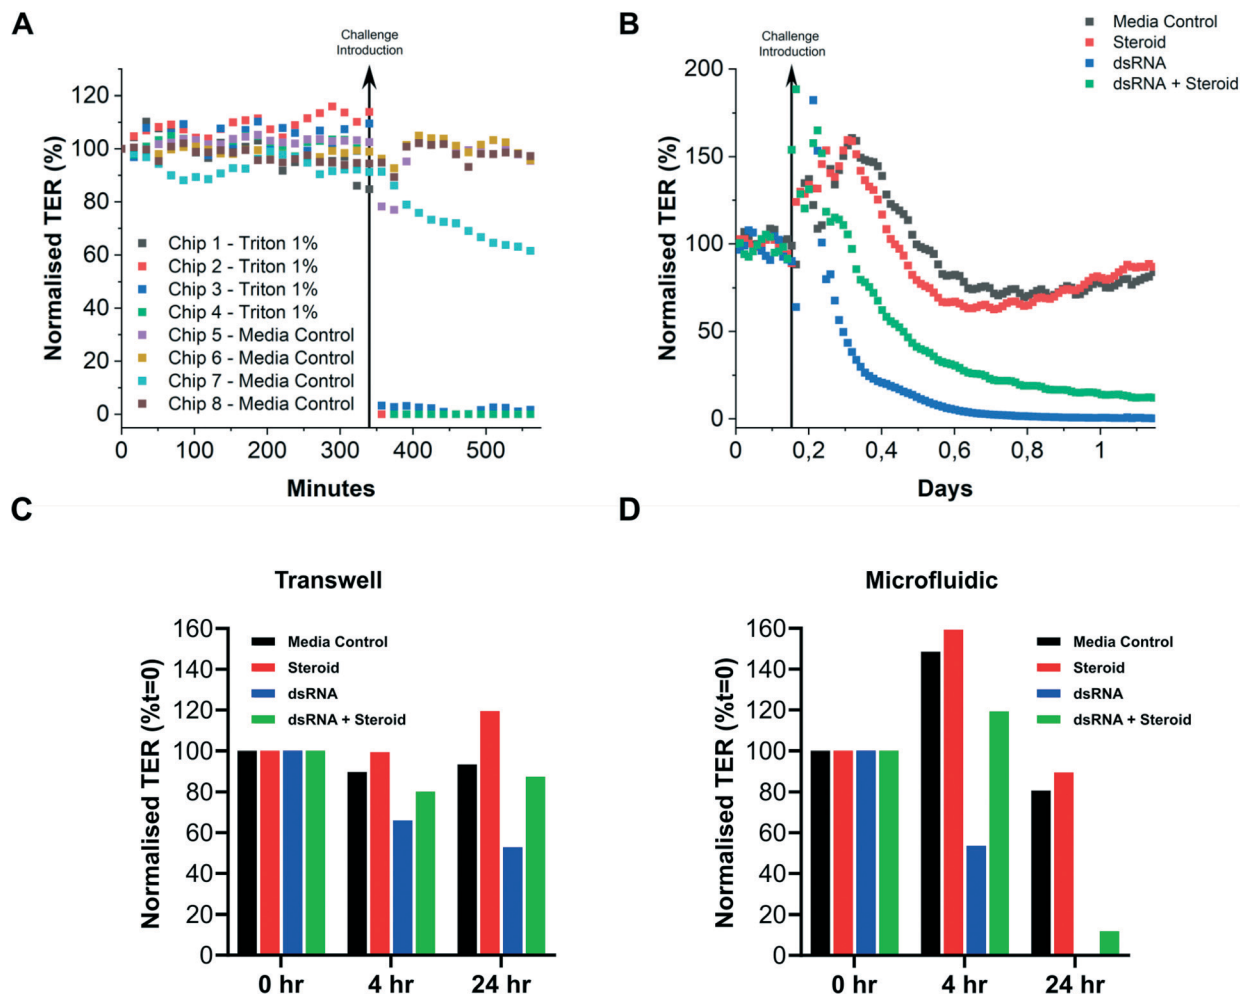 A
Challenge
Introduction
Normalised TER (%)
120
100
80
60
40
20
0
Chip 1 - Triton 1%
Chip 2 - Triton 1%
Chip 3 - Triton 1%
Chip 4 - Triton 1%
Chip 5 - Media Control
Chip 6 - Media Control
Chip 7 - Media Control
Chip 8 - Media Control
0 100 200 300 400 500
Minutes
B
Challenge
Introduction
Media Control
Steroid
dsRNA
dsRNA + Steroid
Normalised TER (%)
200
150
100
50
0
0 0,2 0,4 0,6 0,8 1
Days
C
Transwell
Normalised TER (%t=0)
160
140
120
100
80
60
40
20
0
Media Control
Steroid
dsRNA
dsRNA + Steroid
0 hr 4 hr 24 hr
D
Microfluidic
Normalised TER (%t=0)
160
140
120
100
80
60
40
20
0
Media Control
Steroid
dsRNA
dsRNA + Steroid
0 hr 4 hr 24 hr